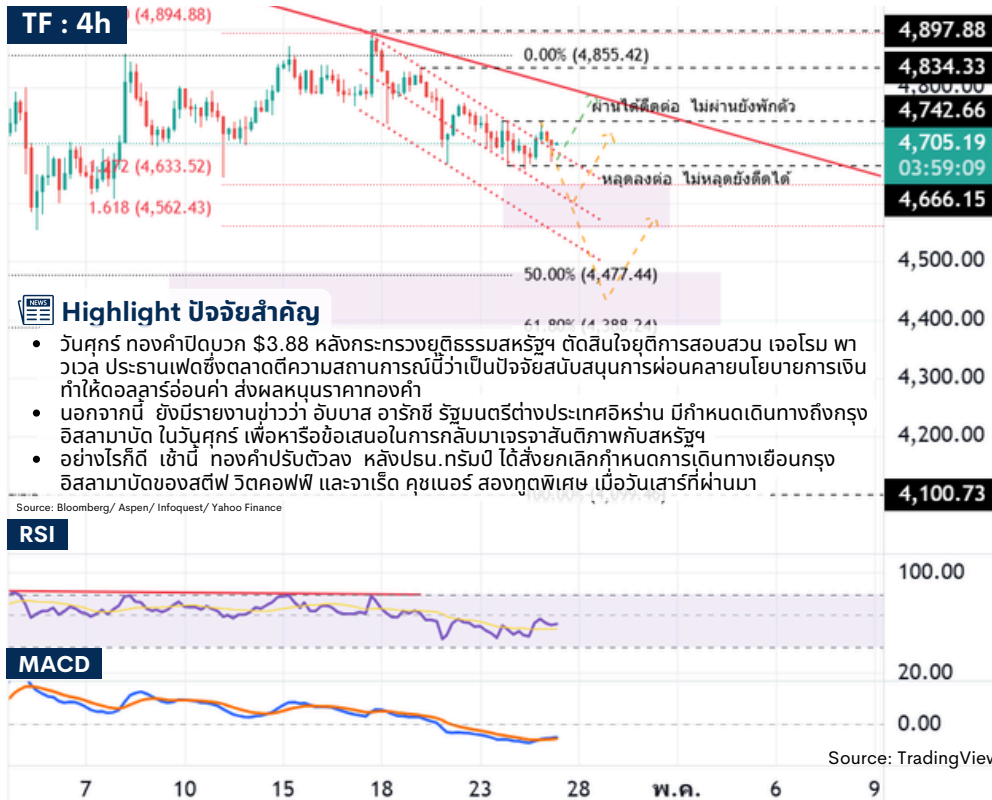 TF : 4h
(4,894.88)
4,897.88
0.00% (4,855.42)
4,834.33
4,800.00
ผ่านได้ดีดต่อ ไม่ผ่านยังพักตัว
4,742.66
4,705.19
03:59:09
(4,633.52)
หลุดลงต่อ ไม่หลุดยังดีดได้
4,666.15
1.618 (4,562.43)
4,500.00
50.00% (4,477.44)
NEWS
Highlight ปัจจัยสำคัญ
61.80% (4,388.24)
4,400.00
• วันศุกร์ ทองคำปิดบวก $3.88 หลังกระทรวงยุติธรรมสหรัฐฯ ตัดสินใจยุติการสอบสวน เจอโรม พา
วเวล ประธานเฟดซึ่งตลาดตีความสถานการณ์นี้ว่าเป็นปัจจัยสนับสนุนการผ่อนคลายนโยบายการเงิน
ทำให้ดอลลาร์อ่อนค่า ส่งผลหนุนราคาทองคำ
4,300.00
• นอกจากนี้ ยังมีรายงานข่าวว่า อับบาส อารักชี รัฐมนตรีต่างประเทศอิหร่าน มีกำหนดเดินทางถึงกรุง
อิสลามาบัด ในวันศุกร์ เพื่อหารือข้อเสนอในการกลับมาเจรจาสันติภาพกับสหรัฐฯ
4,200.00
• อย่างไรก็ดี เช้านี้ ทองคำปรับตัวลง หลังปธน.ทรัมป์ ได้สั่งยกเลิกกำหนดการเดินทางเยือนกรุง
อิสลามาบัดของสตีฟ วิตคอฟฟ์ และจาเร็ด คุชเนอร์ สองทูตพิเศษ เมื่อวันเสาร์ที่ผ่านมา
100.00% (4,099.46)
4,100.73
Source: Bloomberg/ Aspen/ Infoquest/ Yahoo Finance
RSI
100.00
MACD
20.00
0.00
Source: TradingView
7 10 15 18 23 28 พ.ค. 6 9